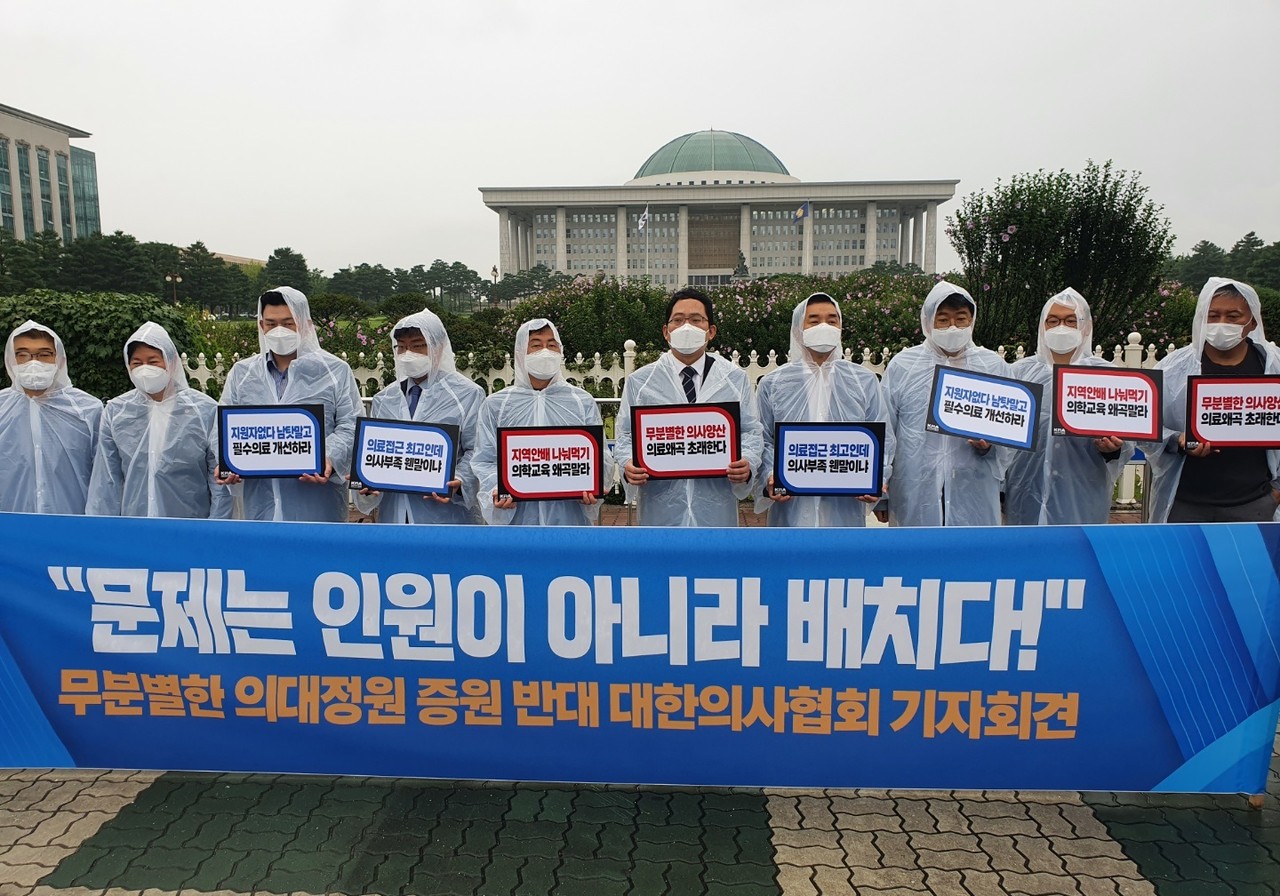 지원자없다 남탓말고
필수의료 개선하라
의료접근 최고인데
의사부족 웬말이냐
KMA
지역안배 나눠먹기
의학교육 왜곡말라
KMA
무분별한 의사양산
의료왜곡 초래한다
KMA
의료접근 최고인데
의사부족 웬말이냐
KMA
지원자없다 남탓말고
필수의료 개선하라
KMA
지역안배 나눠먹기
의학교육 왜곡말라
KMA
무분별한 의사양산
의료왜곡 초래한다
KMA
"문제는 인원이 아니라 배치다!"
무분별한 의대정원 증원 반대 대한의사협회 기자회견